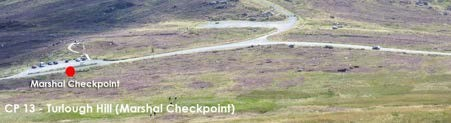 Marshal Checkpoint
CP 13 - Turlough Hill (Marshal Checkpoint)